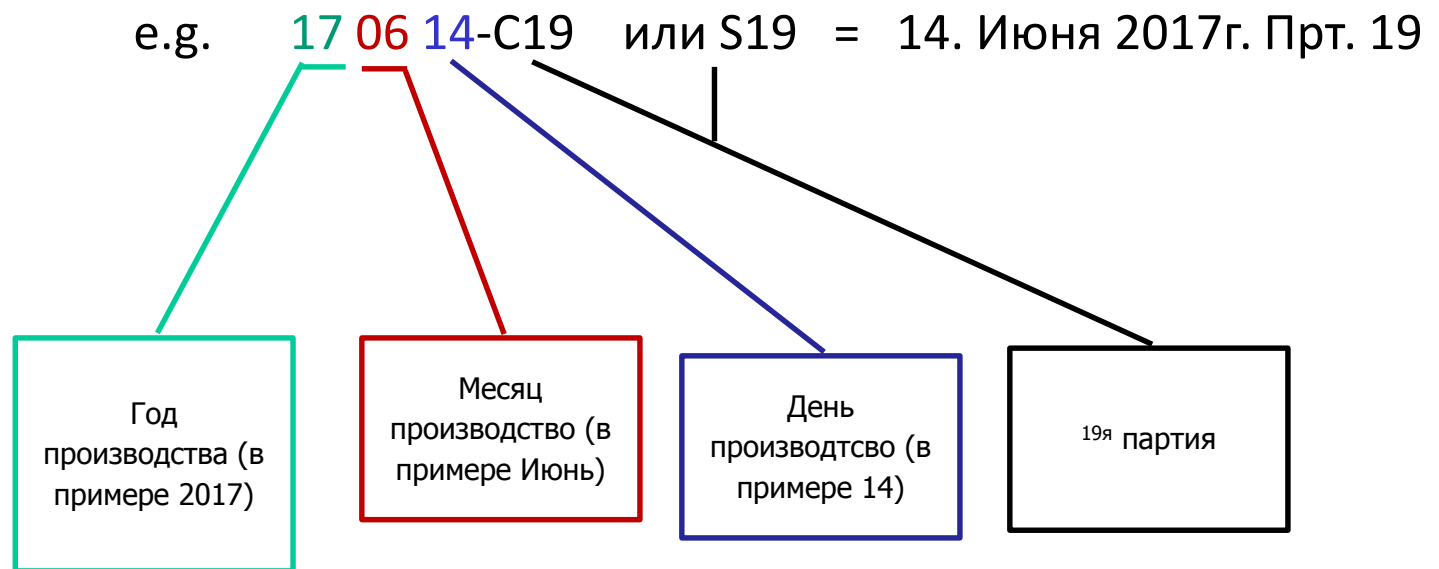 e.g. 17 06 14-C19 или S19 = 14. Июня 2017г. Прт. 19
Год
производства (в
примере 2017)
Месяц
производство (в
примере Июнь)
День
производтсво (в
примере 14)
19я партия